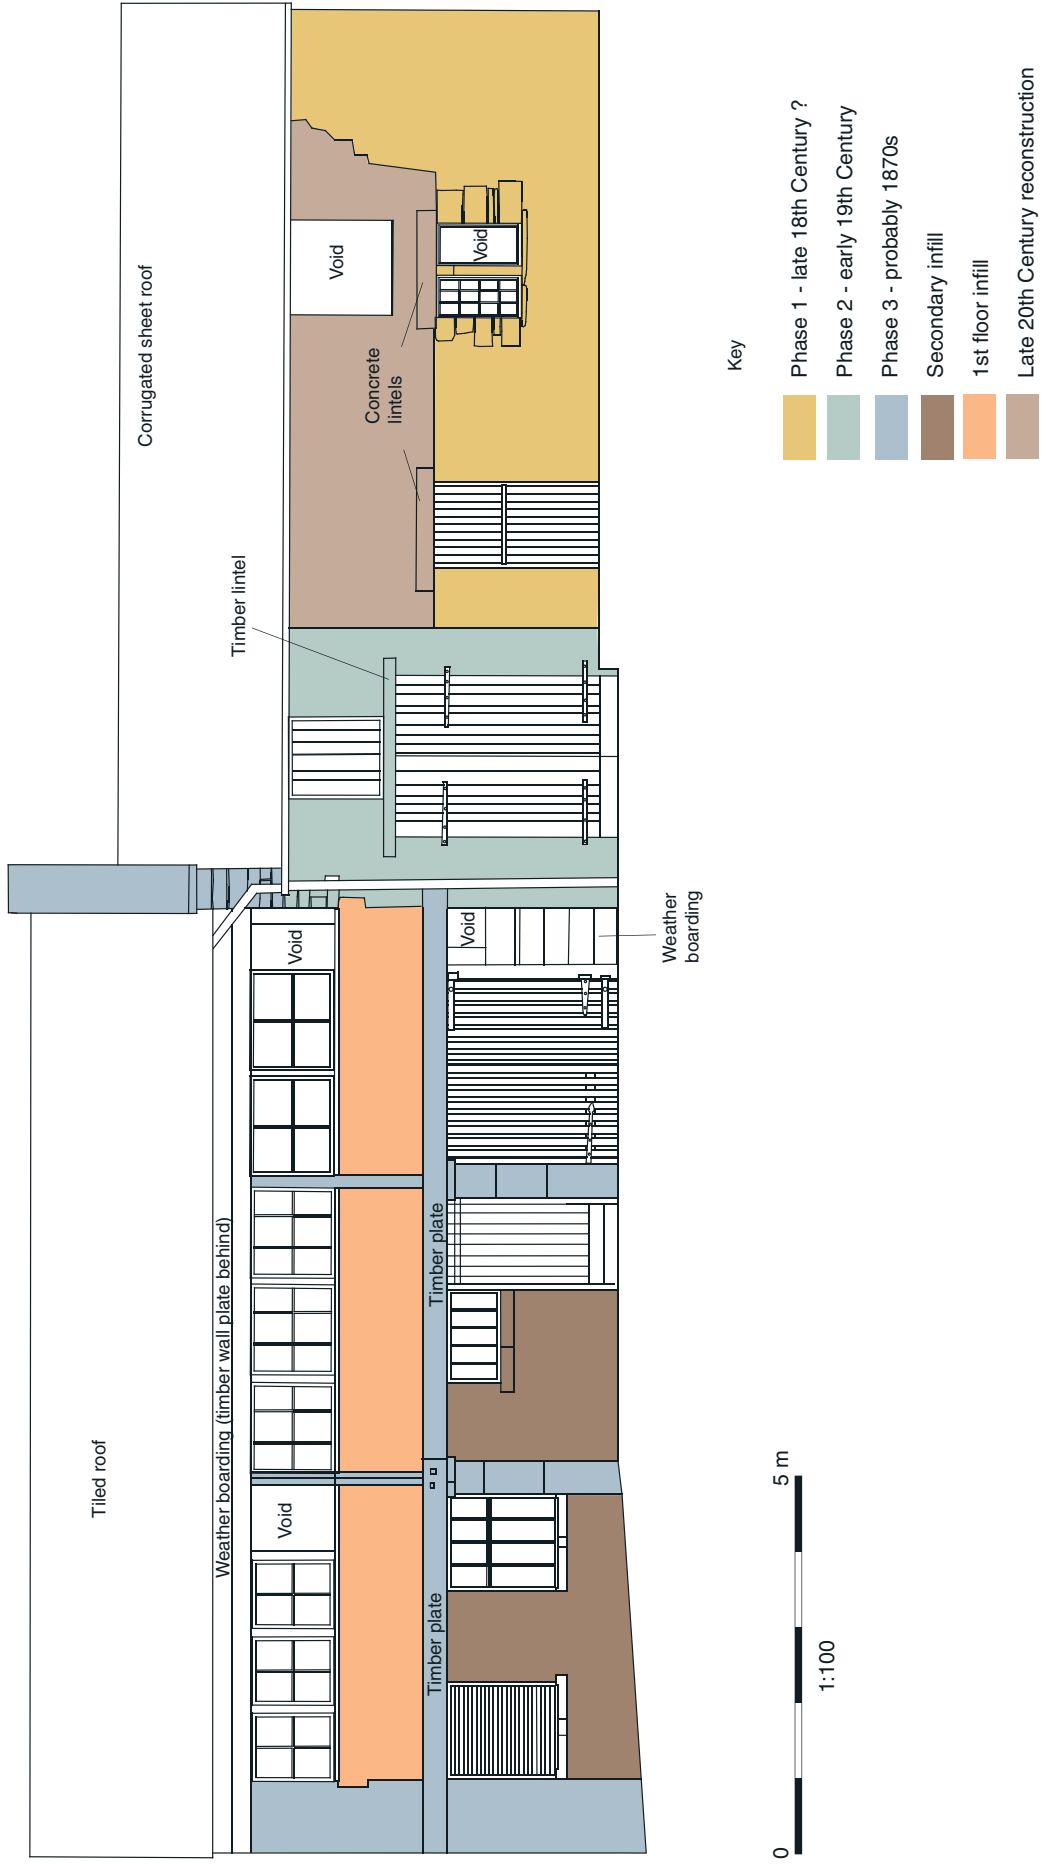 Tiled roof
Corrugated sheet roof
Weather boarding (timber wall plate behind)
Timber lintel
Void
Void
Void
Concrete
lintels
Timber plate
Timber plate
Void
Void
Weather
boarding
Key
Phase 1 - late 18th Century ?
Phase 2 - early 19th Century
Phase 3 - probably 1870s
Secondary infill
1st floor infill
Late 20th Century reconstruction
0
5 m
1:100